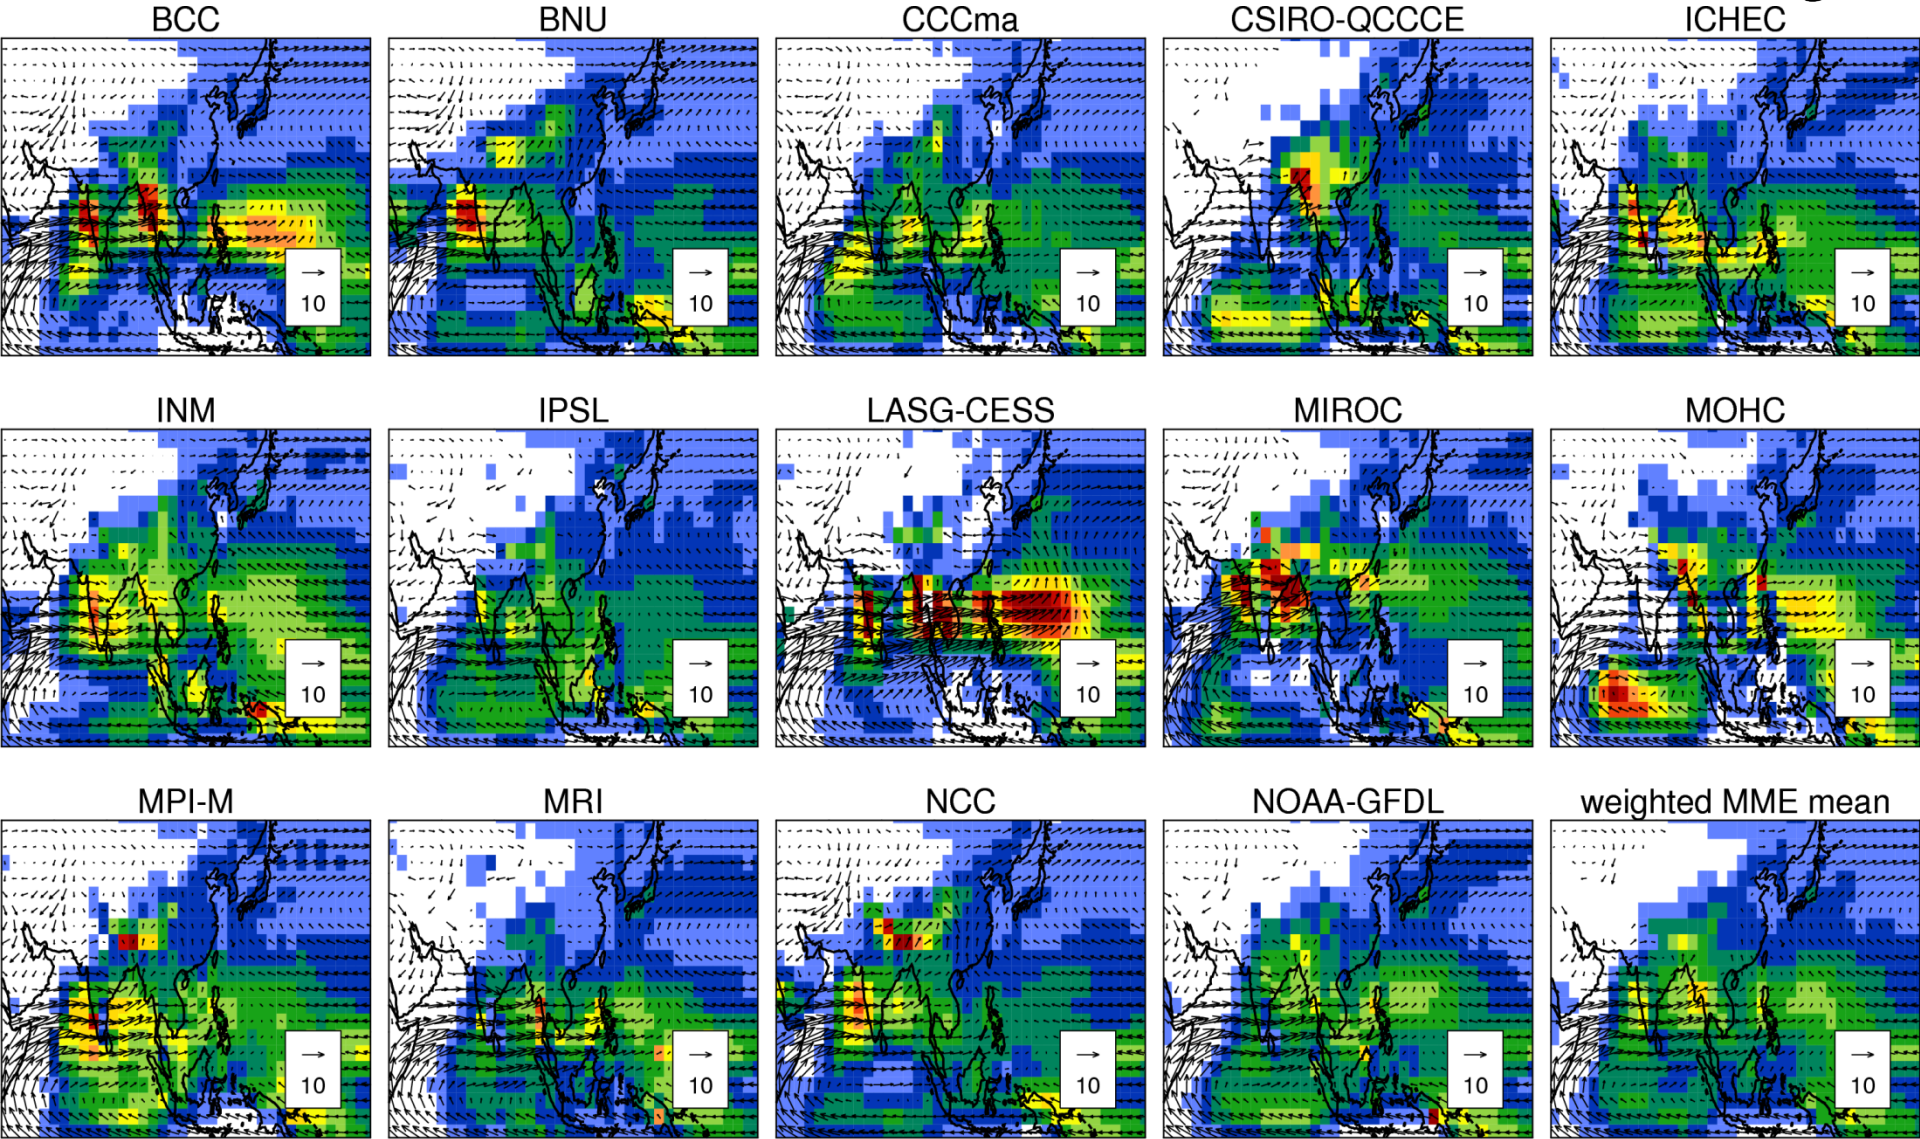 BCC BNU CCCma CSIRO-QCCCE ICHEC
10 10 10 10 10
INM IPSL LASG-CESS MIROC MOHC
10 10 10 10 10
MPI-M MRI NCC NOAA-GFDL weighted MME mean
10 10 10 10 10